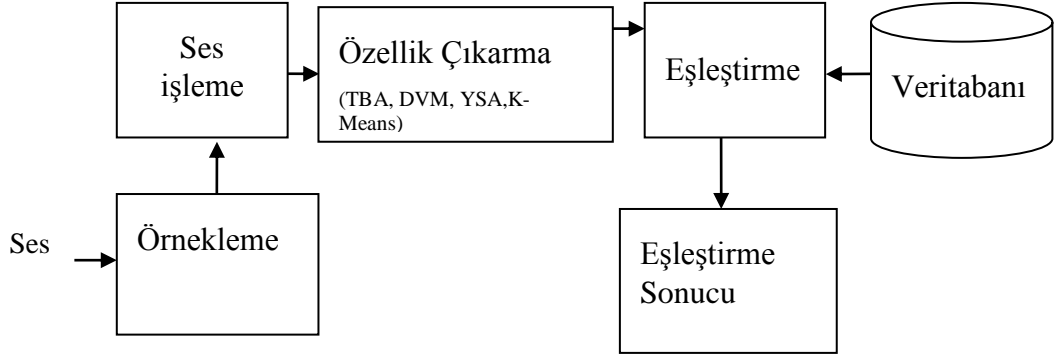 Ses
işleme
Özellik Çıkarma
(TBA, DVM, YSA,K-
Means)
Eşleştirme
Veritabanı
Ses
Örnekleme
Eşleştirme
Sonucu